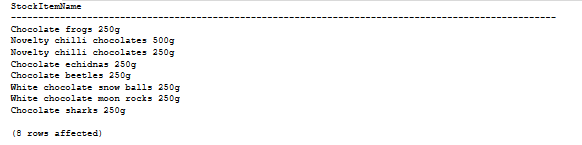 StockItemName
----------------------------------------------------------------------------------------------------
Chocolate frogs 250g
Novelty chilli chocolates 500g
Novelty chilli chocolates 250g
Chocolate echidnas 250g
Chocolate beetles 250g
White chocolate snow balls 250g
White chocolate moon rocks 250g
Chocolate sharks 250g
(8 rows affected)